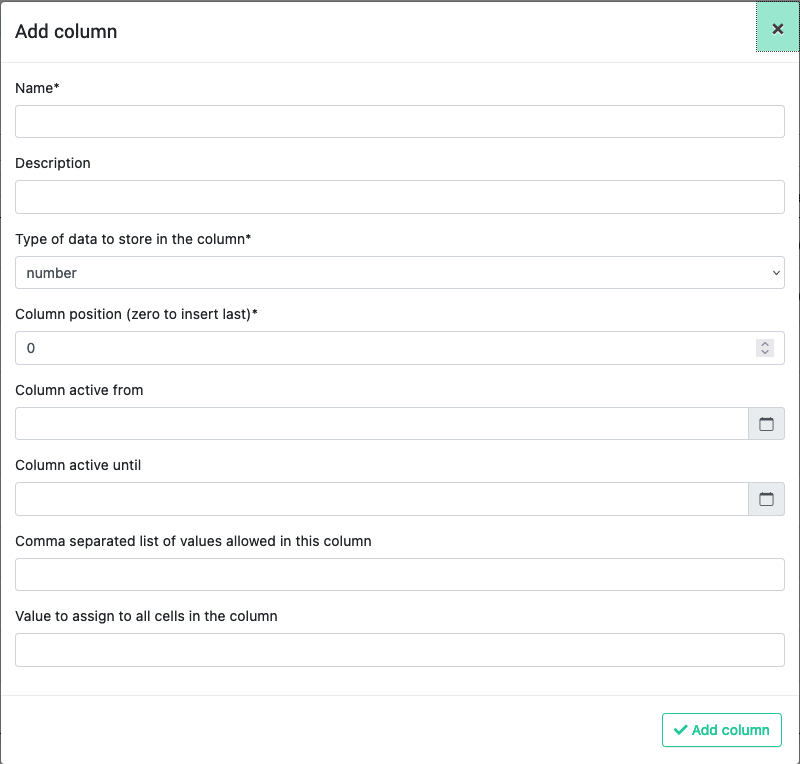 Add column
Name*
Description
Type of data to store in the column*
number
Column position (zero to insert last)*
0
Column active from
Column active until
Comma separated list of values allowed in this column
Value to assign to all cells in the column
Add column